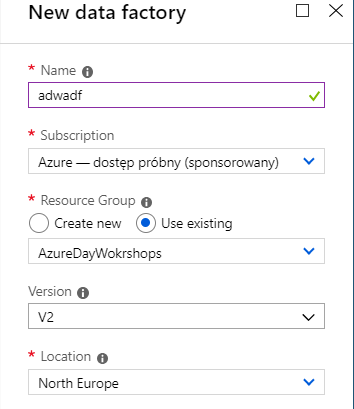 New data factory
* Name
adwadf
* Subscription
Azure — dostęp próbny (sponsorowany)
* Resource Group
Create new Use existing
AzureDayWokrshops
Version
V2
* Location
North Europe